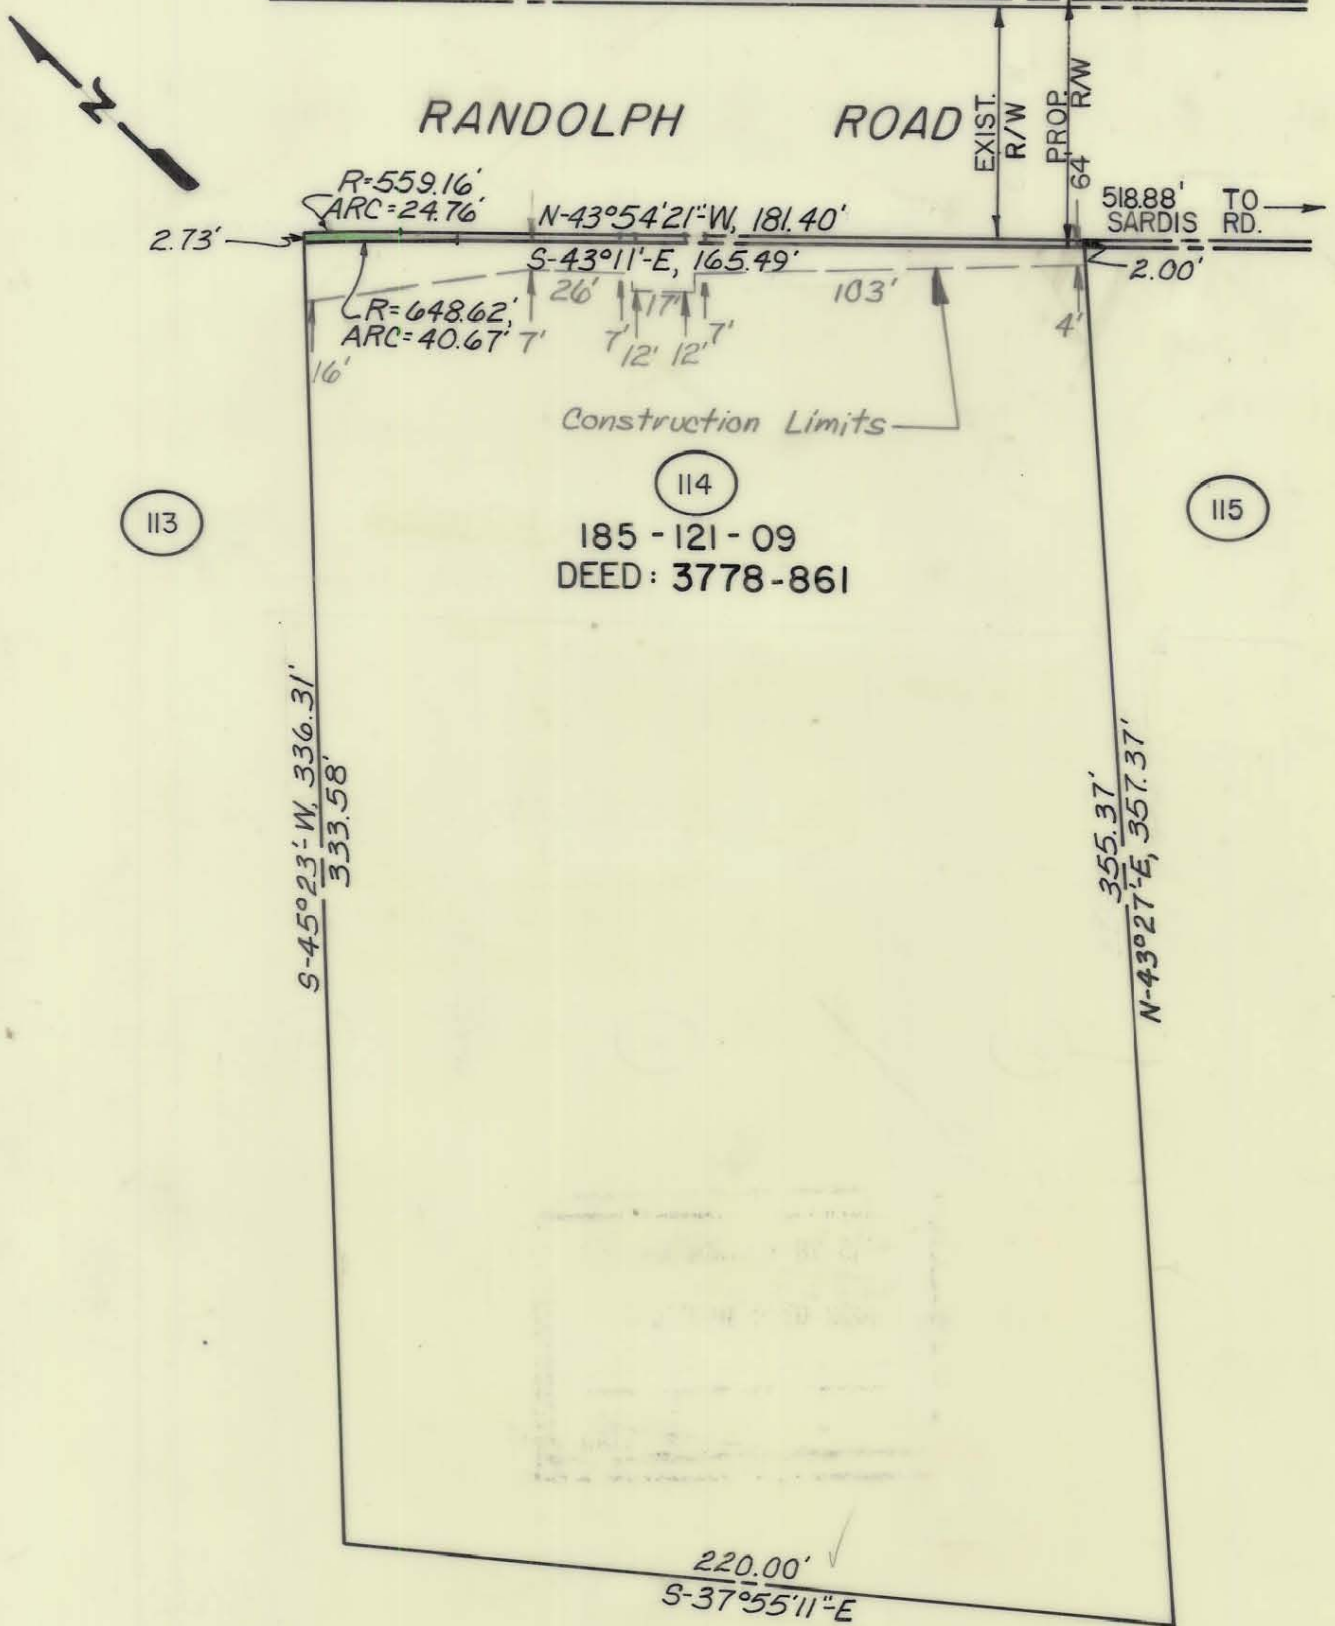 N
RANDOLPH ROAD
EXIST.
R/W
PROP.
R/W
64
R=559.16'
ARC=24.76'
N-43°54'21"-W, 181.40'
518.88' TO
SARDIS RD.
2.73'
S-43°11'-E, 165.49'
2.00'
26'
17'
103'
R=648.62',
ARC=40.67'
7'
7'
12'
12'
7'
4'
16'
Construction Limits
113
114
115
185-121-09
DEED: 3778-861
S-45°23'-W, 336.31'
333.58'
355.37'
N-43°27'-E, 357.37'
220.00'
S-37°55'11"-E